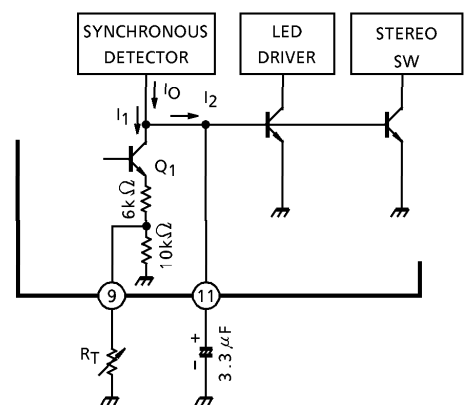 SYNCHRONOUS
DETECTOR
LED
DRIVER
STEREO
SW
IO
I1
I2
Q1
6kΩ
10kΩ
9
11
RT
+
-
3.3μF